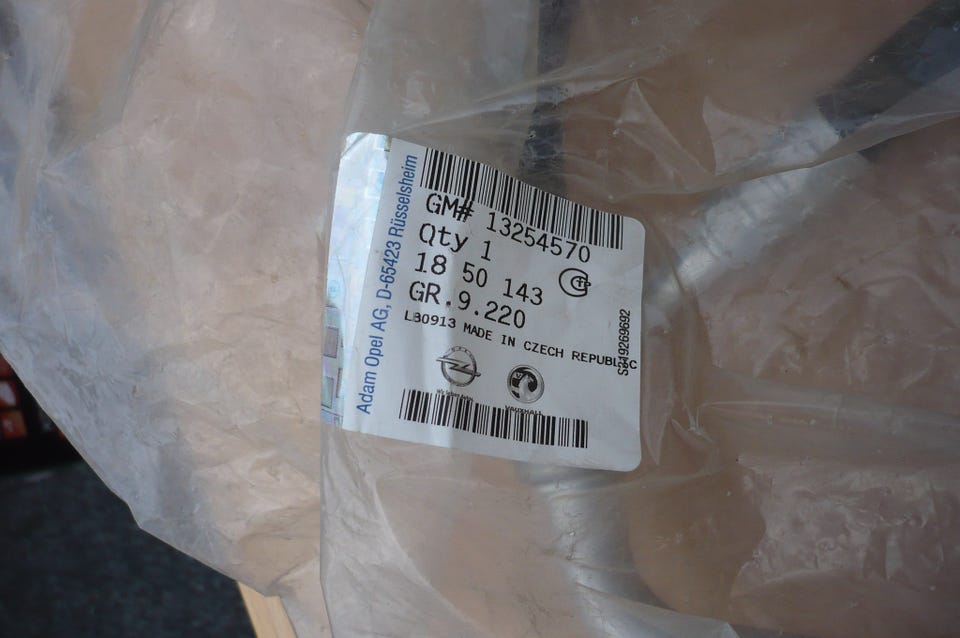 Adam Opel AG, D-65423 Rüsselsheim
GM# 13254570
Qty 1
18 50 143
GR.9.220
LB0913 MADE IN CZECH REPUBLIC
VAUXHALL